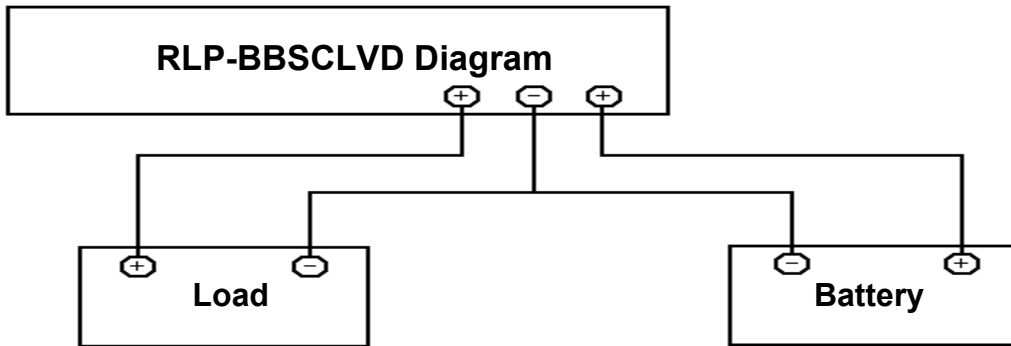 RLP-BBSCLVD Diagram
+ − +
+ − − +
Load Battery